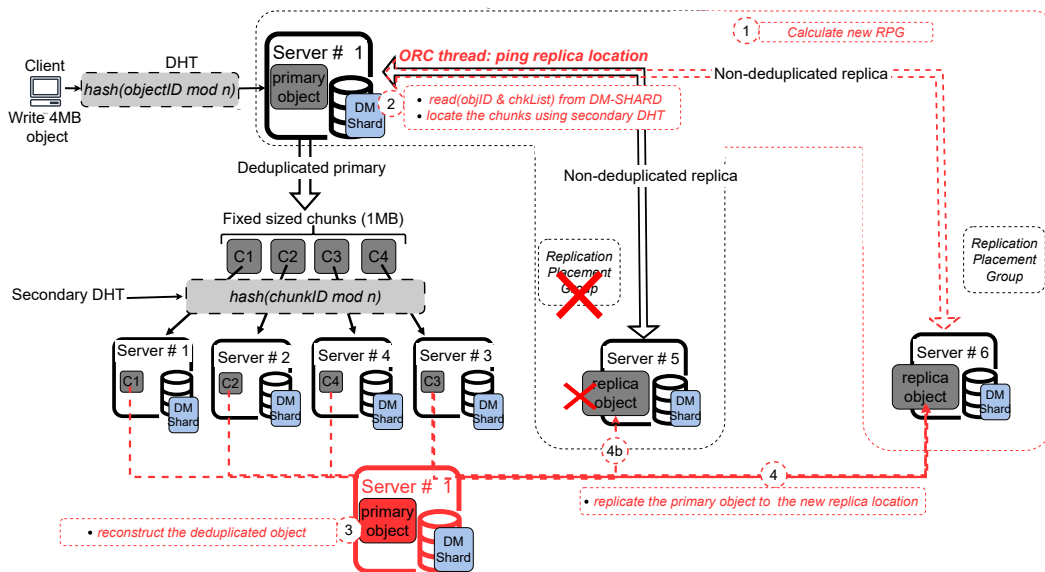 1
Calculate new RPG
Server # 1
Client
DHT
ORC thread: ping replica location
primary
object
Non-deduplicated replica
hash(objectID mod n)
DM
Shard
2
• read(objID & chkList) from DM-SHARD
• locate the chunks using secondary DHT
Write 4MB
object
Deduplicated primary
Non-deduplicated replica
Fixed sized chunks (1MB)
C1
C2
C3
C4
Replication
Placement
Group
Replication
Placement
Group
Secondary DHT
hash(chunkID mod n)
Server # 1
Server # 2
Server # 4
Server # 3
Server # 5
Server # 6
C1
C2
C4
C3
replica
object
replica
object
DM
Shard
DM
Shard
DM
Shard
DM
Shard
DM
Shard
DM
Shard
4b
4
Server # 1
• replicate the primary object to the new replica location
primary
object
3
• reconstruct the deduplicated object
DM
Shard